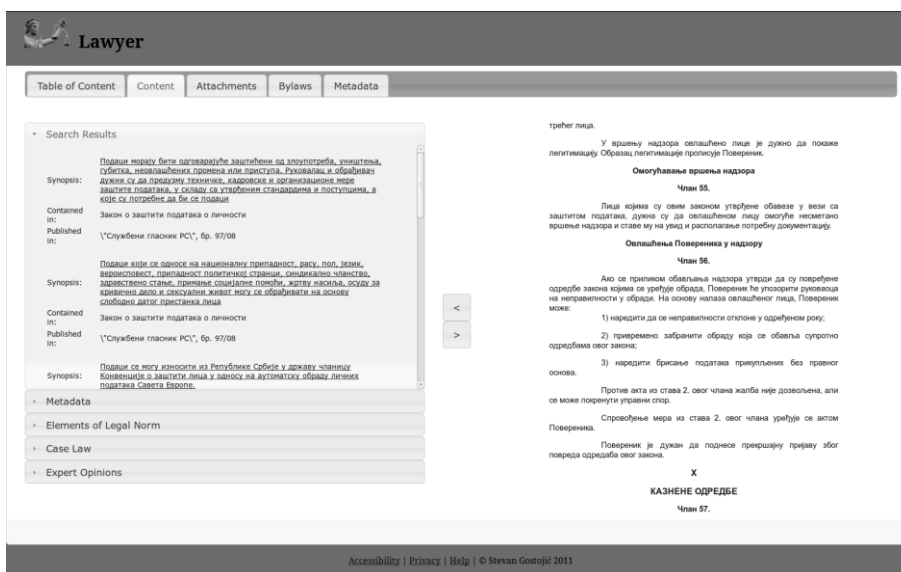 Lawyer
Table of Content
Content
Attachments
Bylaws
Metadata
Search Results
Synopsis:
Подаци морају бити одговарајуће заштићени од злоупотреба, уништења,
губитка, неовлашћених промена или приступа. Руковалац и обрађивач
дужни су да предузму техничке, кадровске и организационе мере
заштите података, у складу са утврђеним стандардима и поступцима, а
које су потребне да би се подаци
Contained
in:
Закон о заштити података о личности
Published
in:
\"Службени гласник РС\", бр. 97/08
Synopsis:
Подаци који се односе на националну припадност, расу, пол, језик,
вероисповест, припадност политичкој странци, синдикално чланство,
здравствено стање, примање социјалне помоћи, жртву насиља, осуду за
кривично дело и сексуални живот могу се обрађивати на основу
слободно датог пристанка лица
Contained
in:
Закон о заштити података о личности
Published
in:
\"Службени гласник РС\", бр. 97/08
Synopsis:
Подаци се могу износити из Републике Србије у државу чланицу
Конвенције о заштити лица у односу на аутоматску обраду личних
података Савета Европе.
Metadata
Elements of Legal Norm
Case Law
Expert Opinions
<
>
трећег лица.
У вршењу надзора овлашћено лице је дужно да покаже
легитимацију. Образац легитимације прописује Повереник.
Омогућавање вршења надзора
Члан 55.
Лица којима су овим законом утврђене обавезе у вези са
заштитом података, дужна су да овлашћеном лицу омогуће несметано
вршење надзора и ставе му на увид и располагање потребну документацију.
Овлашћења Повереника у надзору
Члан 56.
Ако се приликом обављања надзора утврди да су повређене
одредбе закона којима се уређује обрада, Повереник ће упозорити руковаоца
на неправилности у обради. На основу налаза овлашћеног лица, Повереник
може:
1) наредити да се неправилности отклоне у одређеном року;
2) привремено забранити обраду која се обавља супротно
одредбама овог закона;
3) наредити брисање података прикупљених без правног
основа.
Против акта из става 2. овог члана жалба није дозвољена, али
се може покренути управни спор.
Спровођење мера из става 2. овог члана уређује се актом
Повереника.
Повереник је дужан да поднесе прекршајну пријаву због
повреда одредаба овог закона.
X
КАЗНЕНЕ ОДРЕДБЕ
Члан 57.
Accessibility | Privacy | Help | © Stevan Gostojić 2011